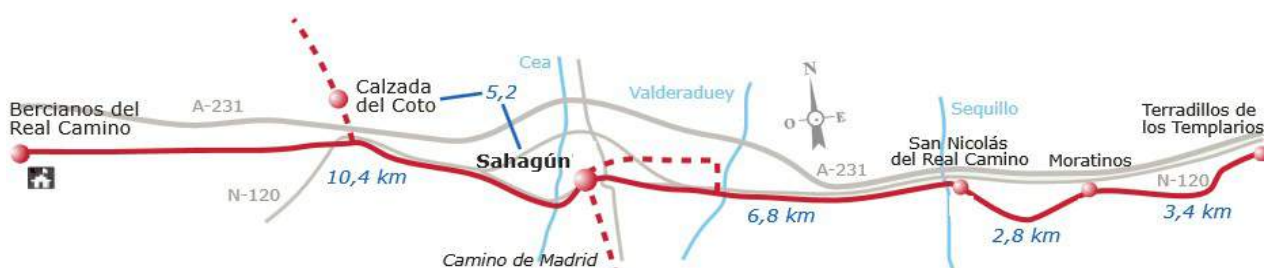 Bercianos del
Real Camino
A-231
N-120
10,4 km
Calzada
del Coto
5,2
Sahagún
Cea
Camino de Madrid
Valderaduey
6,8 km
N
O
E
A-231
Sequillo
San Nicolás
del Real Camino
2,8 km
Moratinos
Terradillos de
los Templarios
N-120
3,4 km